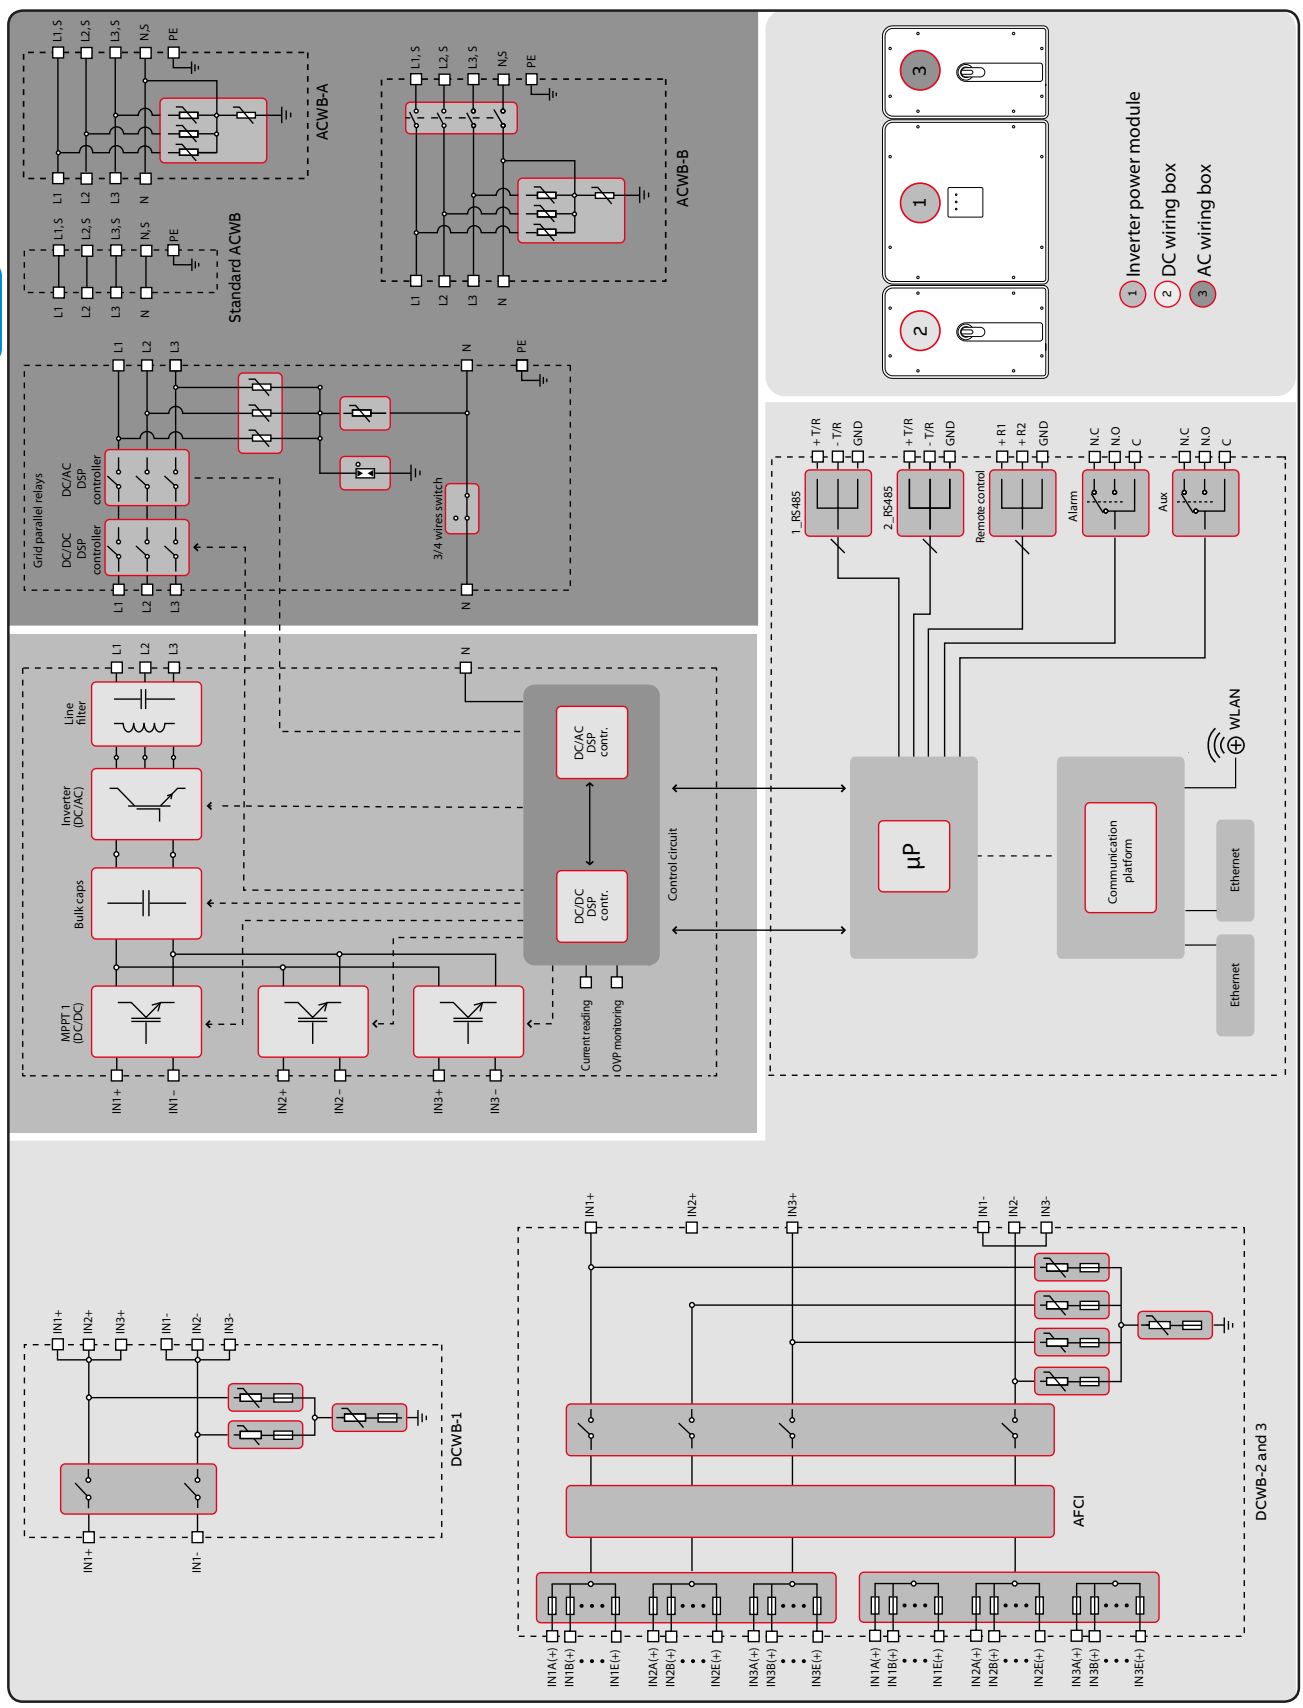 L1, S
L2, S
L3, S
N,S
PE
L1
L2
L3
N
ACWB-A
L1, S
L2, S
L3, S
N,S
PE
L1
L2
L3
N
Standard ACWB
L1, S
L2, S
L3, S
N,S
PE
L1
L2
L3
N
ACWB-B
Grid parallel relays
DC/DC
DSP
controller
DC/AC
DSP
controller
L1
L2
L3
N
PE
L1
L2
L3
N
3/4 wires switch
3
1
2
1 Inverter power module
2 DC wiring box
3 AC wiring box
MPPT 1
(DC/DC)
Bulk caps
Inverter
(DC/AC)
Line
filter
L1
L2
L3
N
IN1+
IN1–
IN2+
IN2–
IN3+
IN3–
DC/DC
DSP
contr.
DC/AC
DSP
contr.
Control circuit
Current reading
OVP monitoring
1_RS485
+ T/R
- T/R
GND
2_RS485
+ T/R
- T/R
GND
Remote control
+ R1
+ R2
GND
Alarm
N.C
N.O
C
Aux
N.C
N.O
C
μP
Communication
platform
Ethernet
Ethernet
WLAN
IN1+
IN1-
IN1+
IN2+
IN3+
IN1-
IN2-
IN3-
DCWB-1
IN1+
IN2+
IN3+
IN1-
IN2-
IN3-
AFCI
IN1A(+)
IN1B(+)
IN1E(+)
IN2A(+)
IN2B(+)
IN2E(+)
IN3A(+)
IN3B(+)
IN3E(+)
IN1A(+)
IN1B(+)
IN1E(+)
IN2A(+)
IN2B(+)
IN2E(+)
IN3A(+)
IN3B(+)
IN3E(+)
DCWB-2 and 3